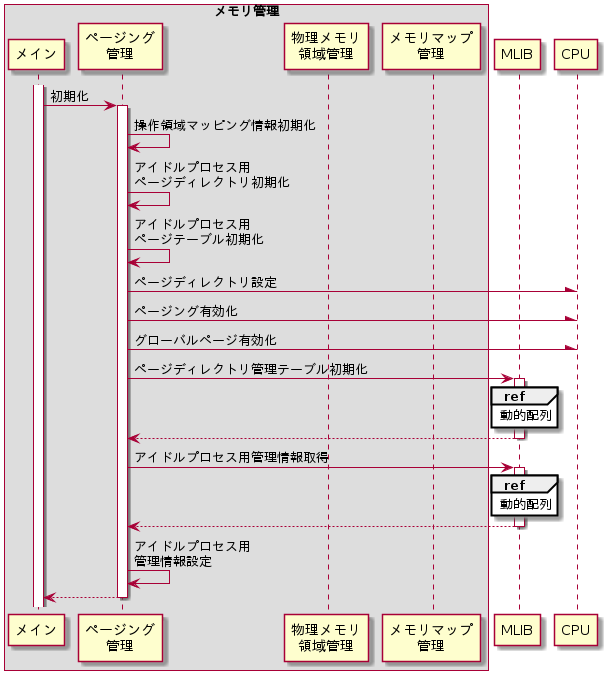 メモリ管理
メイン
ページング
管理
物理メモリ
領域管理
メモリマップ
管理
MLIB
CPU
初期化
操作領域マッピング情報初期化
アイドルプロセス用
ページディレクトリ初期化
アイドルプロセス用
ページテーブル初期化
ページディレクトリ設定
ページング有効化
グローバルページ有効化
ページディレクトリ管理テーブル初期化
ref
動的配列
アイドルプロセス用管理情報取得
ref
動的配列
アイドルプロセス用
管理情報設定
メイン
ページング
管理
物理メモリ
領域管理
メモリマップ
管理
MLIB
CPU